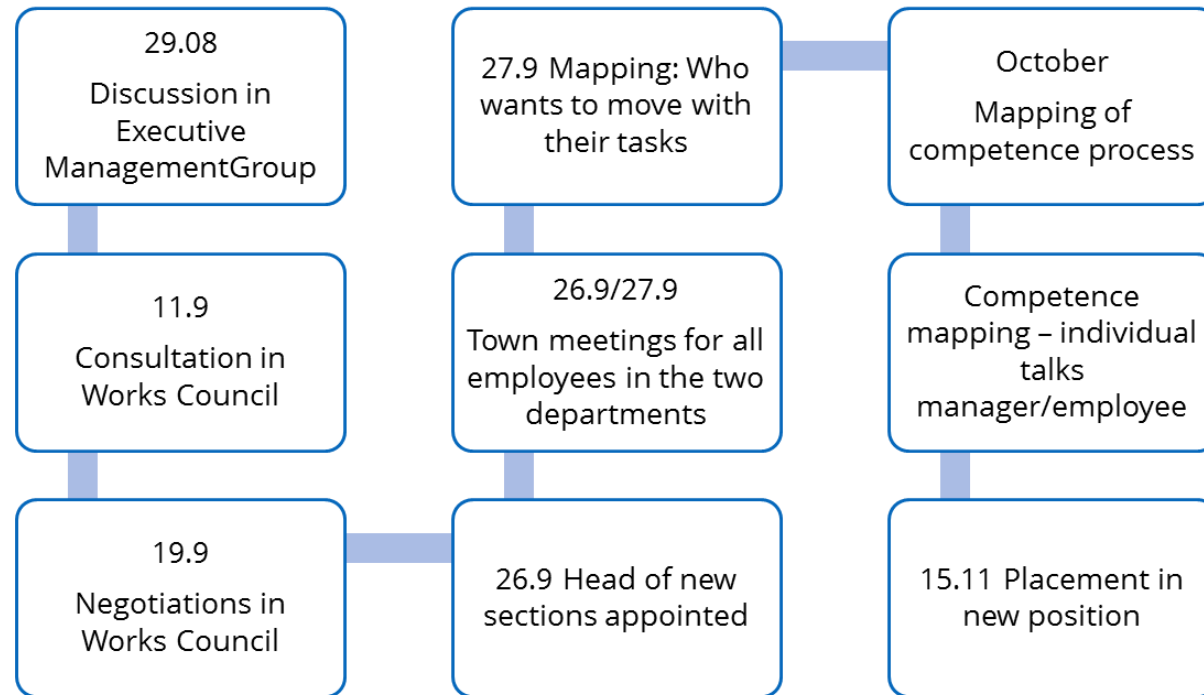 29.08
Discussion in
Executive
ManagementGroup
11.9
Consultation in
Works Council
19.9
Negotiations in
Works Council
26.9 Head of new
sections appointed
26.9/27.9
Town meetings for all
employees in the two
departments
27.9 Mapping: Who
wants to move with
their tasks
October
Mapping of
competence process
Competence
mapping – individual
talks
manager/employee
15.11 Placement in
new position